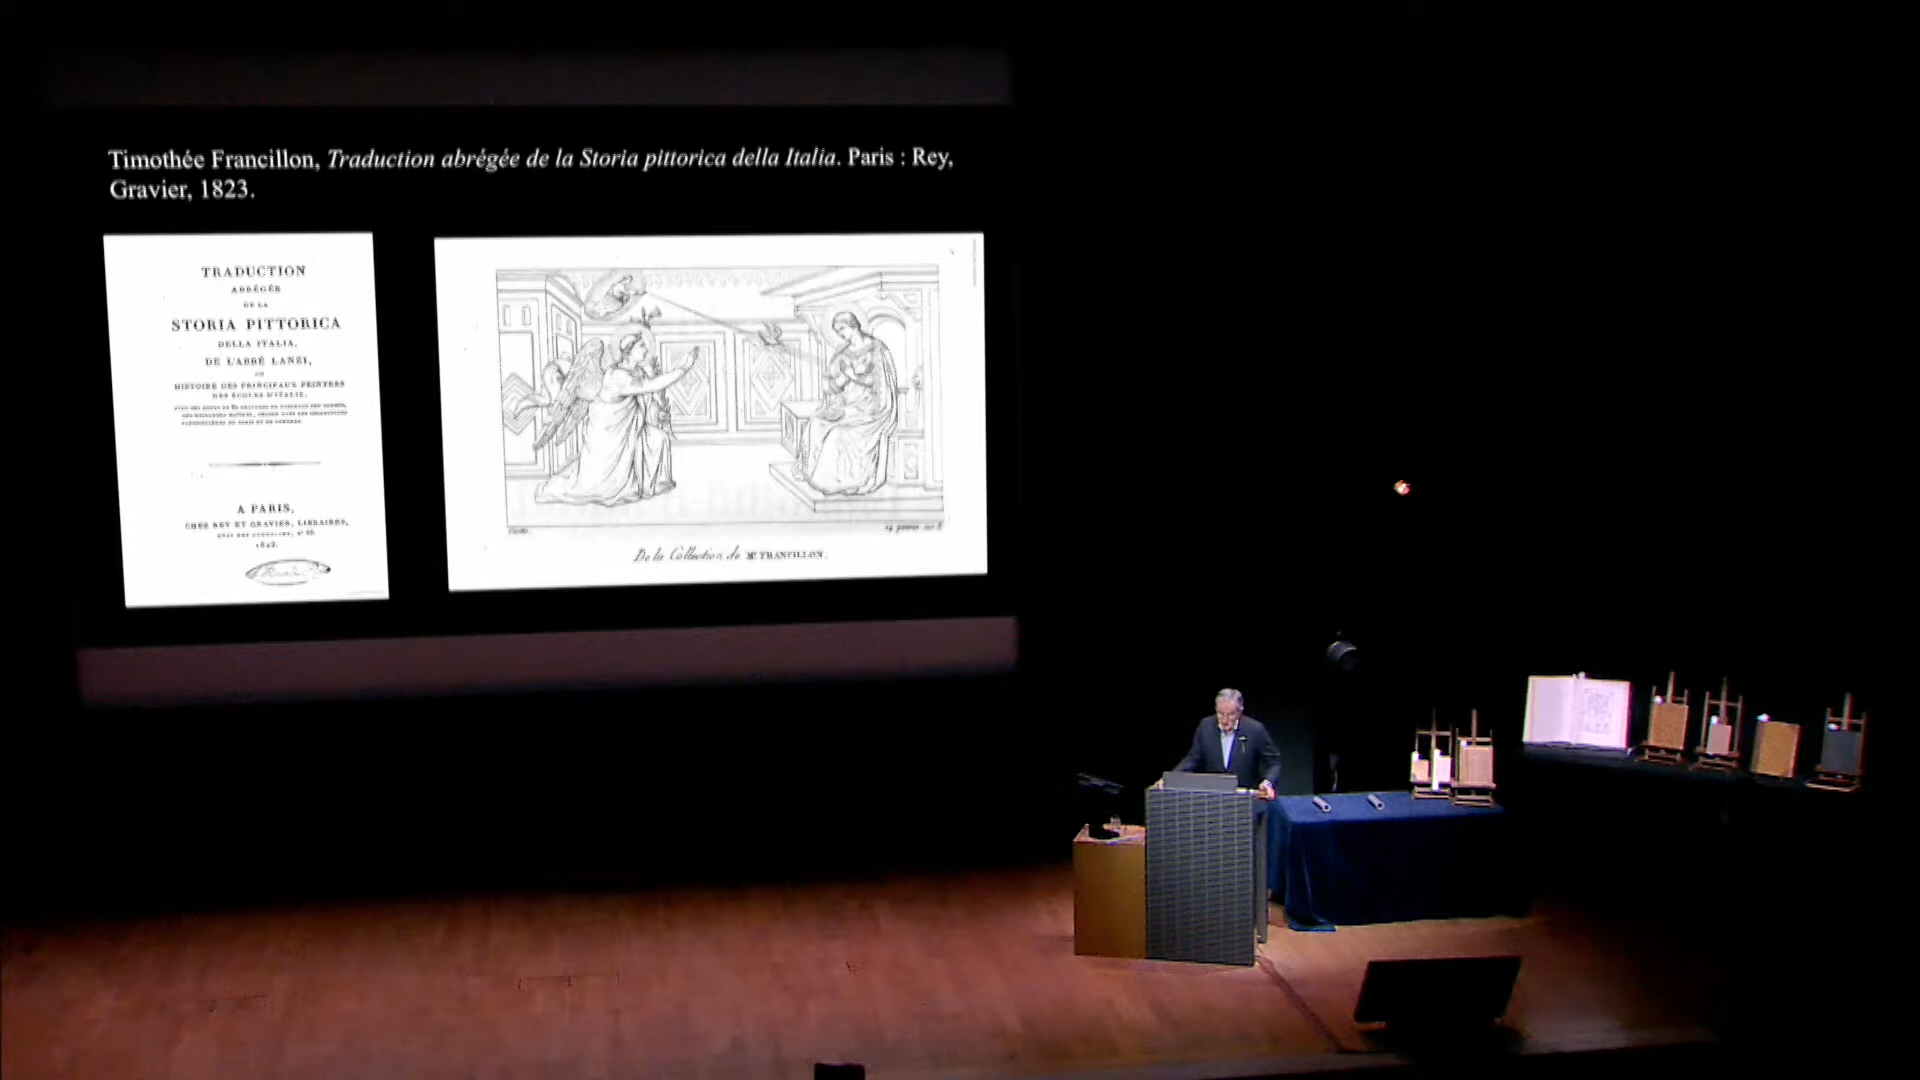 Timothée Francillon, Traduction abrégée de la Storia pittorica della Italia. Paris : Rey,
Gravier, 1823.
TRADUCTION
ABRÉGÉE
DE LA
STORIA PITTORICA
DELLA ITALIA,
DE L'ABBÉ LANZI,
OU
HISTOIRE DES PRINCIPAUX PEINTRES
DES ÉCOLES D'ITALIE,
A PARIS,
CHEZ REY ET GRAVIER, LIBRAIRES,
1823.
De la Collection de Mr FRANCILLON.